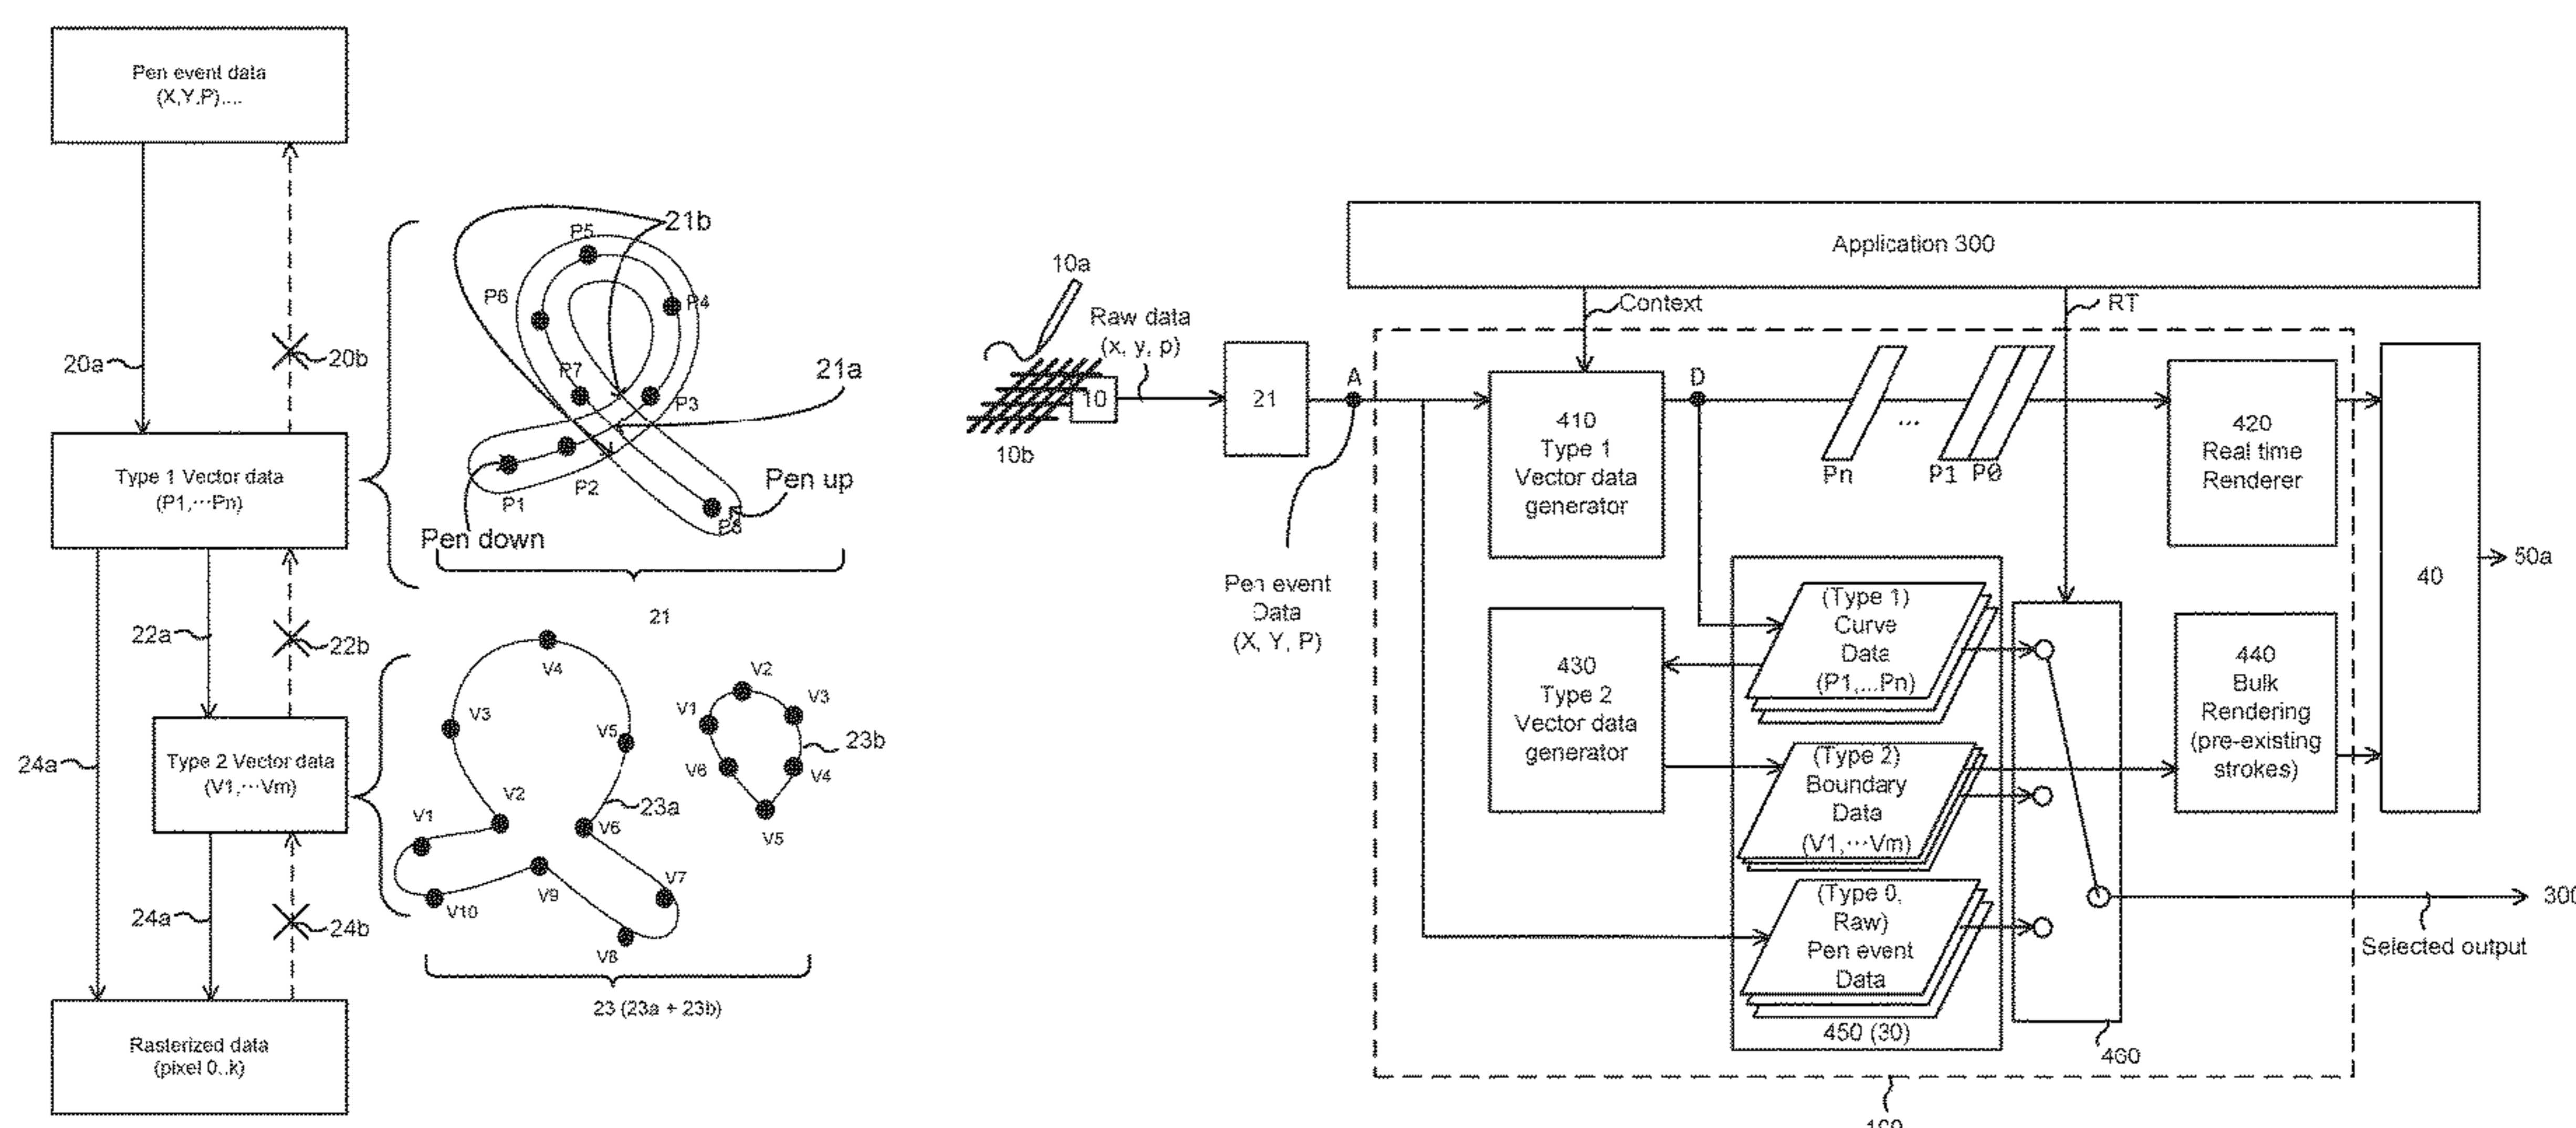 Pen event data
(X,Y,P),...
20a
20b
Type 1 Vector data
(P1,···Pn)
24a
22a
22b
Type 2 Vector data
(V1,···Vm)
24a
24b
Rasterized data
(pixel 0..k)
21b
P5
P6
P4
P7
21a
P3
P2
P1
Pen up
P8
Pen down
21
V4
V3
V5
V2
V1
23a
V6
V7
V9
V10
V8
V2
V1
V3
23b
V6
V4
V5
23 (23a + 23b)
10a
Raw data
(x, y, p)
10
10b
21
A
Pen event
Data
(X, Y, P)
Application 300
Context
RT
410
Type 1
Vector data
generator
D
...
Pn
P1
P0
420
Real time
Renderer
430
Type 2
Vector data
generator
(Type 1)
Curve
Data
(P1,...Pn)
(Type 2)
Boundary
Data
(V1,···Vm)
(Type 0,
Raw)
Pen event
Data
450 (30)
460
440
Bulk
Rendering
(pre-existing
strokes)
40
50a
300
Selected output